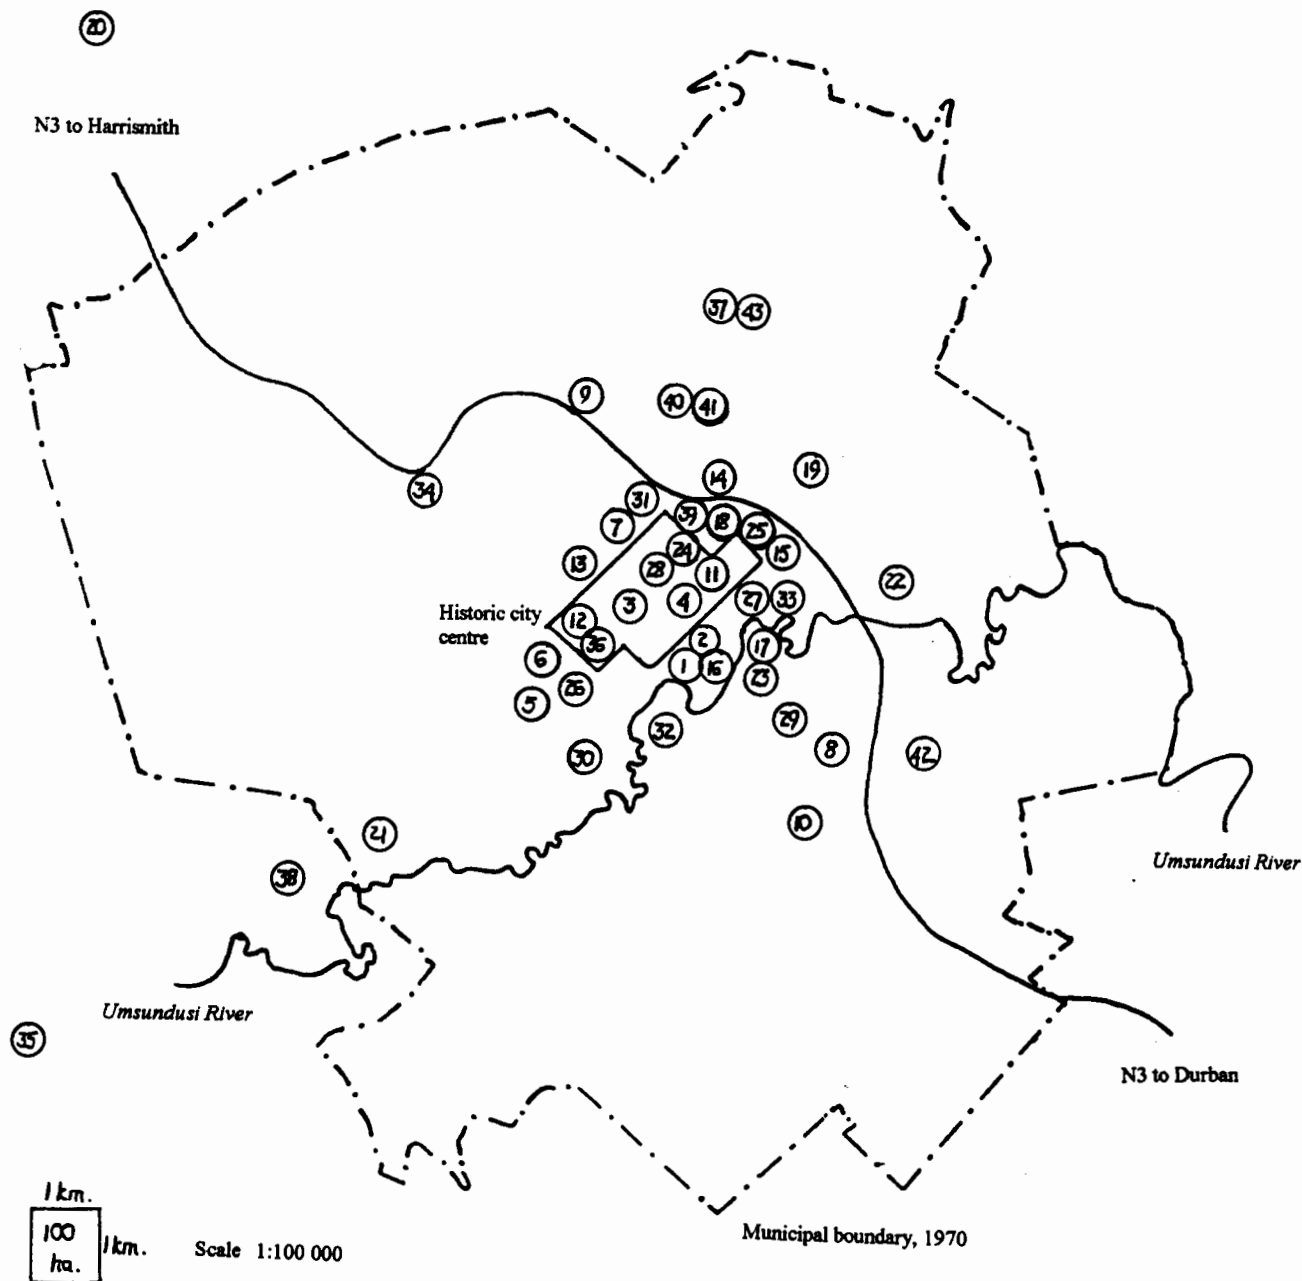 20
N3 to Harrismith
37 43
9
40 41
19
14
34
31
39 18 25
7
24 15
13
28 11
22
27 33
3 4
Historic city
centre
12
36
2 17
6
1 16
23
26
5
29
32
8 42
30
10
21
Umsundusi River
38
Umsundusi River
35
N3 to Durban
1 km.
100
ha.
1 km.
Scale 1:100 000
Municipal boundary, 1970